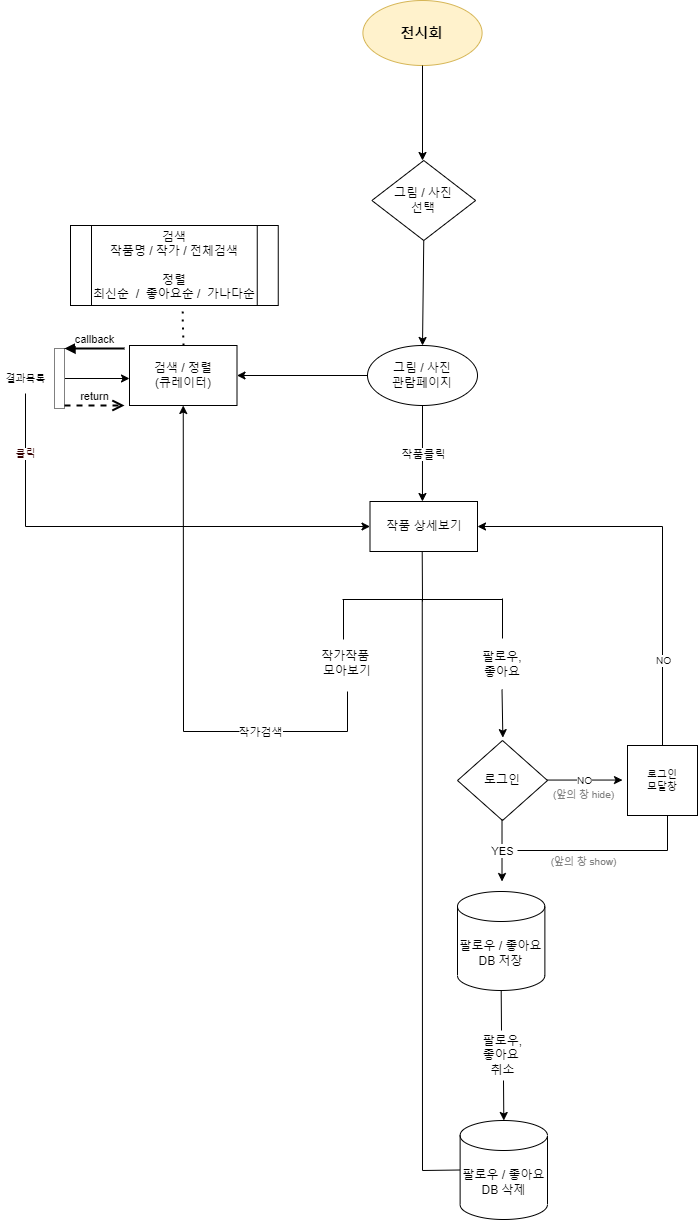 전시회
그림 / 사진
선택
검색
작품명 / 작가 / 전체검색
정렬
최신순 / 좋아요순 / 가나다순
callback
결과목록
return
검색 / 정렬
(큐레이터)
그림 / 사진
관람페이지
클릭
작품클릭
작품 상세보기
작가작품
모아보기
팔로우,
좋아요
NO
작가검색
로그인
NO
(앞의 창 hide)
로그인
모달창
YES
(앞의 창 show)
팔로우 / 좋아요
DB 저장
팔로우,
좋아요
취소
팔로우 / 좋아요
DB 삭제